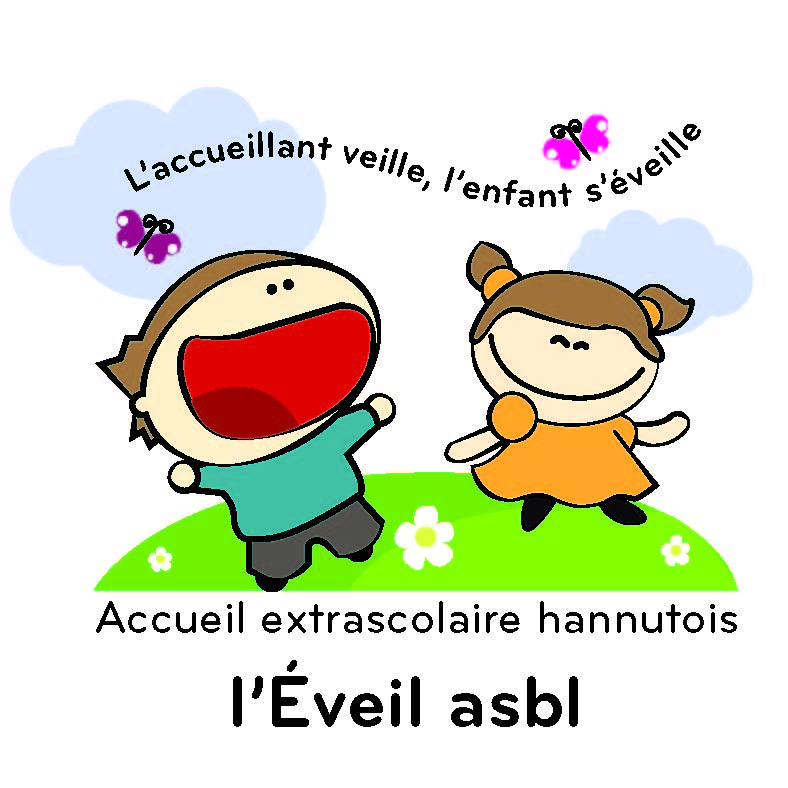 L'accueillant veille, l'enfant s'éveille
Accueil extrascolaire hannutois
l'Éveil asbl